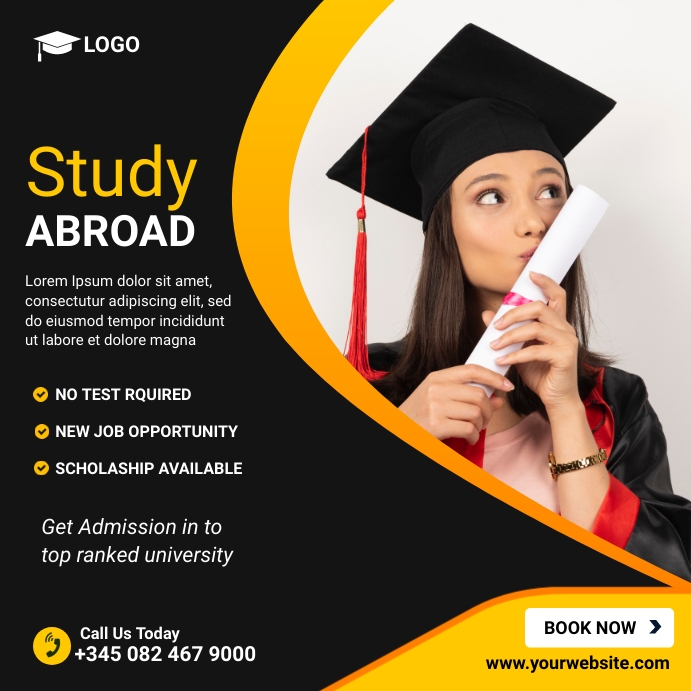 LOGO
Study
ABROAD
Lorem Ipsum dolor sit amet,
consectutur adipiscing elit, sed
do eiusmod tempor incididunt
ut labore et dolore magna
NO TEST RQUIRED
NEW JOB OPPORTUNITY
SCHOLASHIP AVAILABLE
Get Admission in to
top ranked university
Call Us Today
+345 082 467 9000
BOOK NOW
www.yourwebsite.com